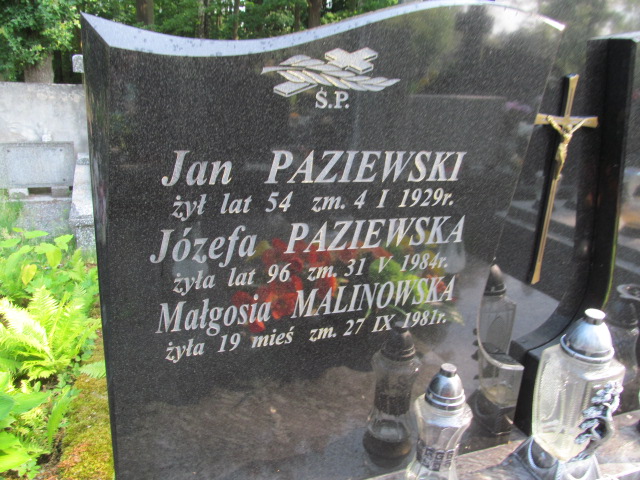 Ś.P.
Jan PAZIEWSKI
żył lat 54 zm. 4 I 1929r.
Józefa PAZIEWSKA
żyła lat 96 zm. 31 V 1984r.
Małgosia MALINOWSKA
żyła 19 mieś zm. 27 IX 1981r.